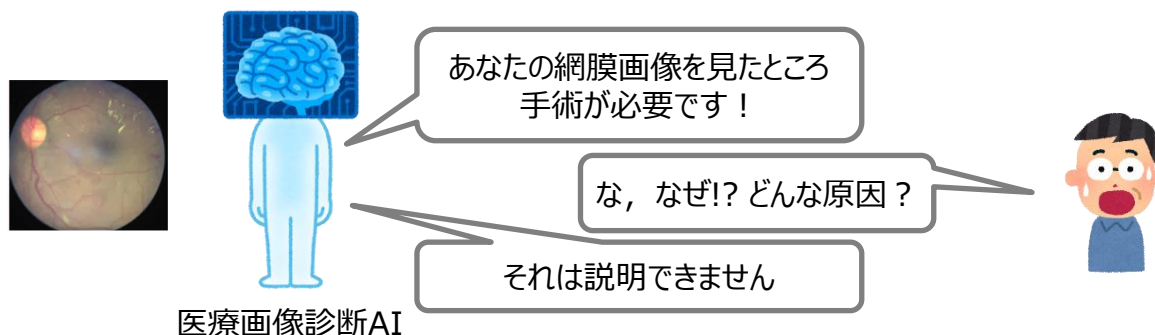 あなたの網膜画像を見たところ
手術が必要です！
な，なぜ!? どんな原因？
それは説明できません
医療画像診断AI